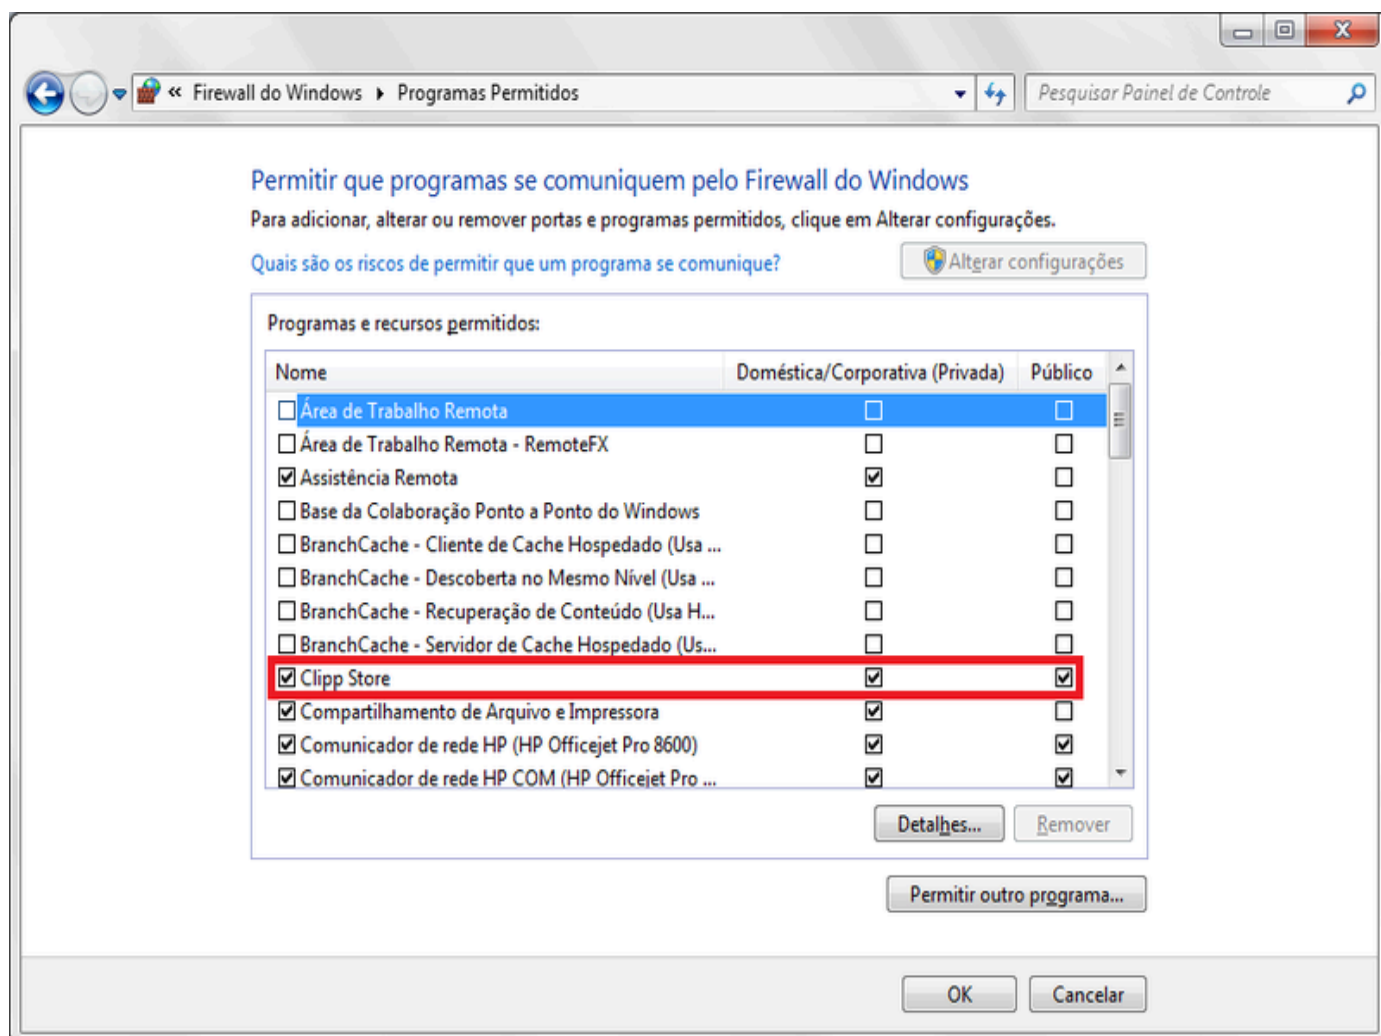 « Firewall do Windows ▸ Programas Permitidos
Pesquisar Painel de Controle
Permitir que programas se comuniquem pelo Firewall do Windows
Para adicionar, alterar ou remover portas e programas permitidos, clique em Alterar configurações.
Quais são os riscos de permitir que um programa se comunique?
Alterar configurações
Programas e recursos permitidos:
Nome Doméstica/Corporativa (Privada) Público
Área de Trabalho Remota
Área de Trabalho Remota - RemoteFX
Assistência Remota
Base da Colaboração Ponto a Ponto do Windows
BranchCache - Cliente de Cache Hospedado (Usa ...
BranchCache - Descoberta no Mesmo Nível (Usa ...
BranchCache - Recuperação de Conteúdo (Usa H...
BranchCache - Servidor de Cache Hospedado (Us...
Clipp Store
Compartilhamento de Arquivo e Impressora
Comunicador de rede HP (HP Officejet Pro 8600)
Comunicador de rede HP COM (HP Officejet Pro ...
Detalhes... Remover
Permitir outro programa...
OK Cancelar